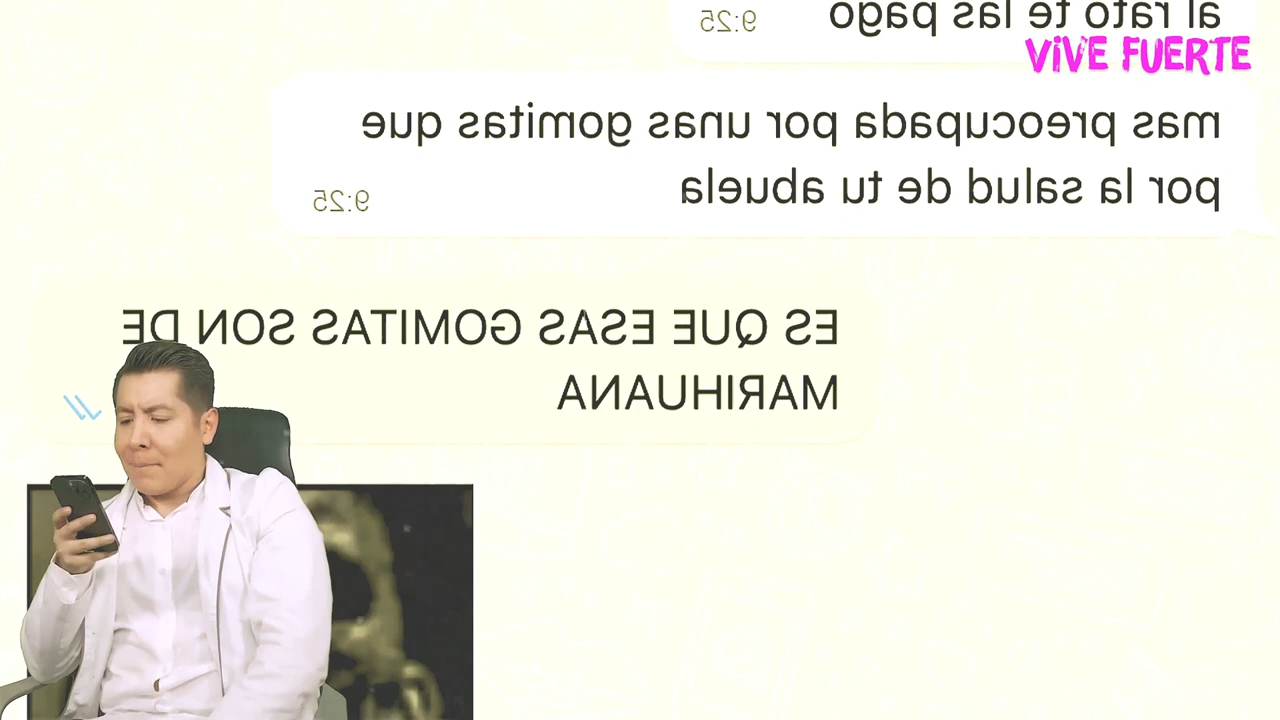 al rato te las pago
9:25
VIVE FUERTE
mas preocupada por unas gomitas que
por la salud de tu abuela
9:25
ES QUE ESAS GOMITAS SON DE
MARIHUANA